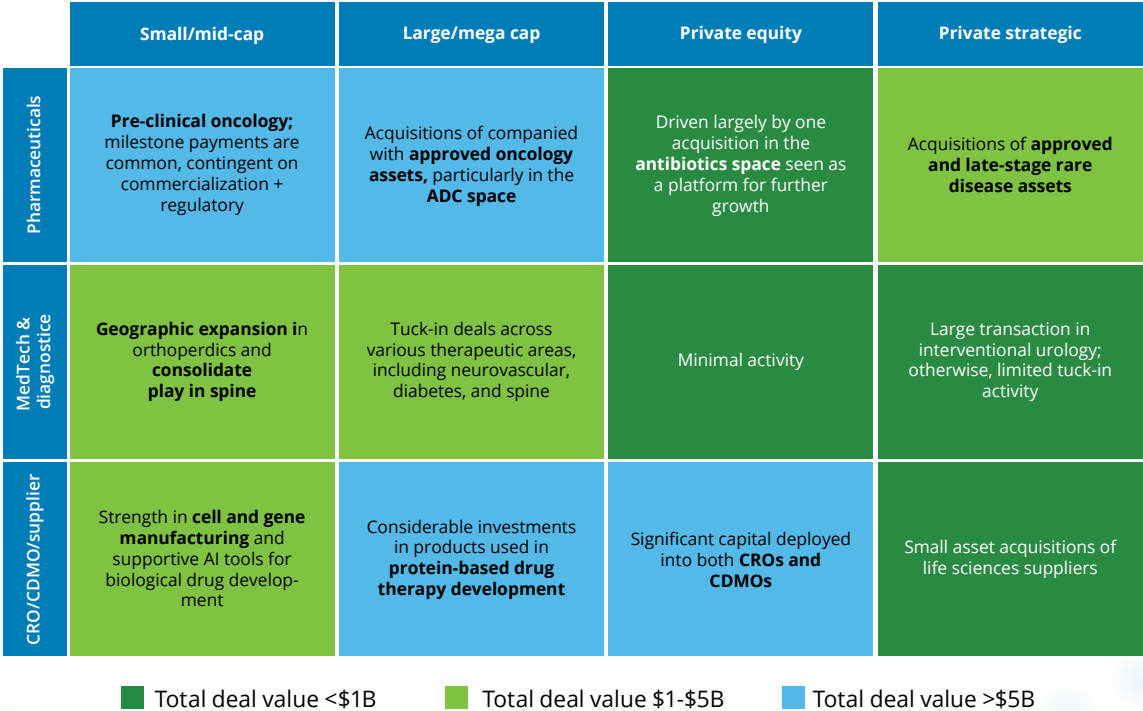 Small/mid-cap
Large/mega cap
Private equity
Private strategic
Pharmaceuticals
Pre-clinical oncology;
milestone payments are
common, contingent on
commercialization +
regulatory
Acquisitions of companied
with approved oncology
assets, particularly in the
ADC space
Driven largely by one
acquisition in the
antibiotics space seen as
a platform for further
growth
Acquisitions of approved
and late-stage rare
disease assets
MedTech &
diagnostice
Geographic expansion in
orthoperdics and
consolidate
play in spine
Tuck-in deals across
various therapeutic areas,
including neurovascular,
diabetes, and spine
Minimal activity
Large transaction in
interventional urology;
otherwise, limited tuck-in
activity
CRO/CDMO/supplier
Strength in cell and gene
manufacturing and
supportive AI tools for
biological drug develop-
ment
Considerable investments
in products used in
protein-based drug
therapy development
Significant capital deployed
into both CROs and
CDMOs
Small asset acquisitions of
life sciences suppliers
Total deal value <$1B
Total deal value $1-$5B
Total deal value >$5B